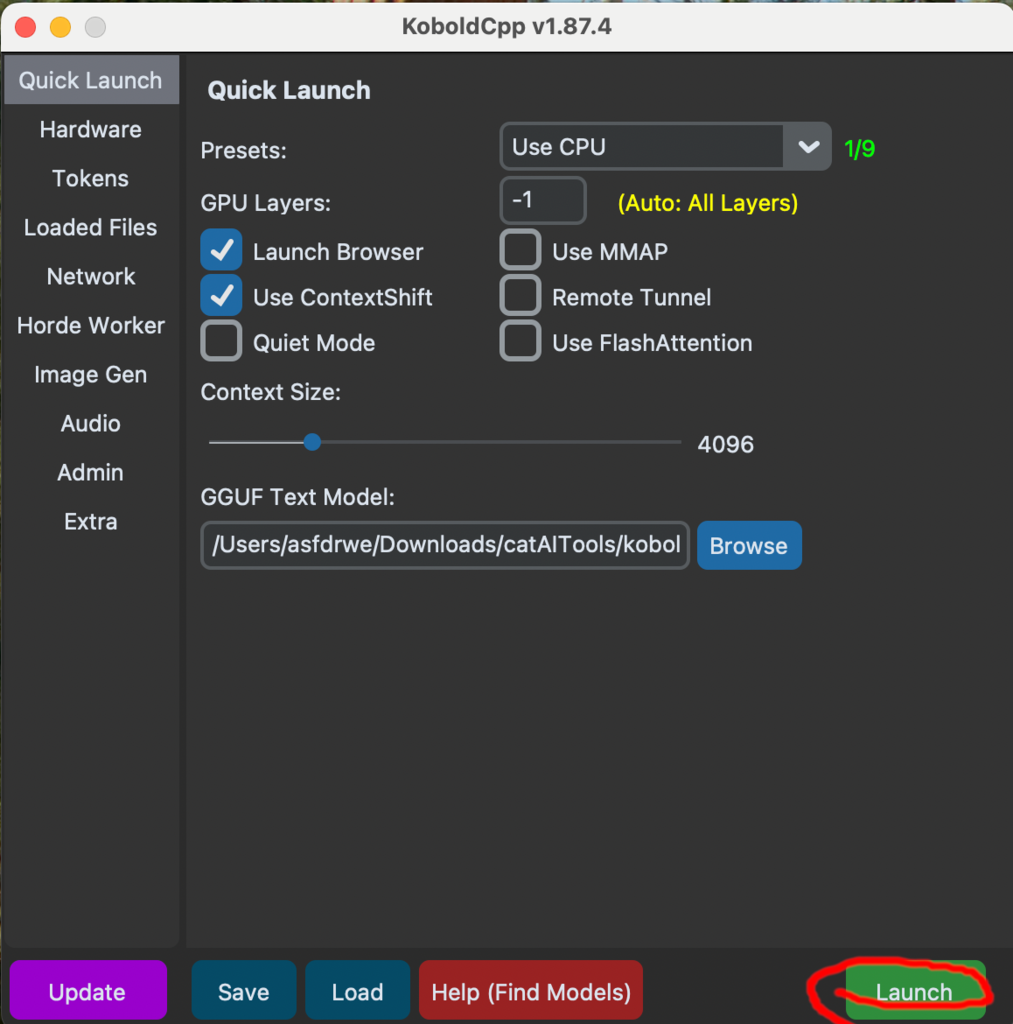 KoboldCpp v1.87.4
Quick Launch
Hardware
Tokens
Loaded Files
Network
Horde Worker
Image Gen
Audio
Admin
Extra
Quick Launch
Presets: Use CPU 1/9
GPU Layers: -1 (Auto: All Layers)
Launch Browser Use MMAP
Use ContextShift Remote Tunnel
Quiet Mode Use FlashAttention
Context Size:
4096
GGUF Text Model:
/Users/asfdrwe/Downloads/catAITools/kobol Browse
Update Save Load Help (Find Models) Launch